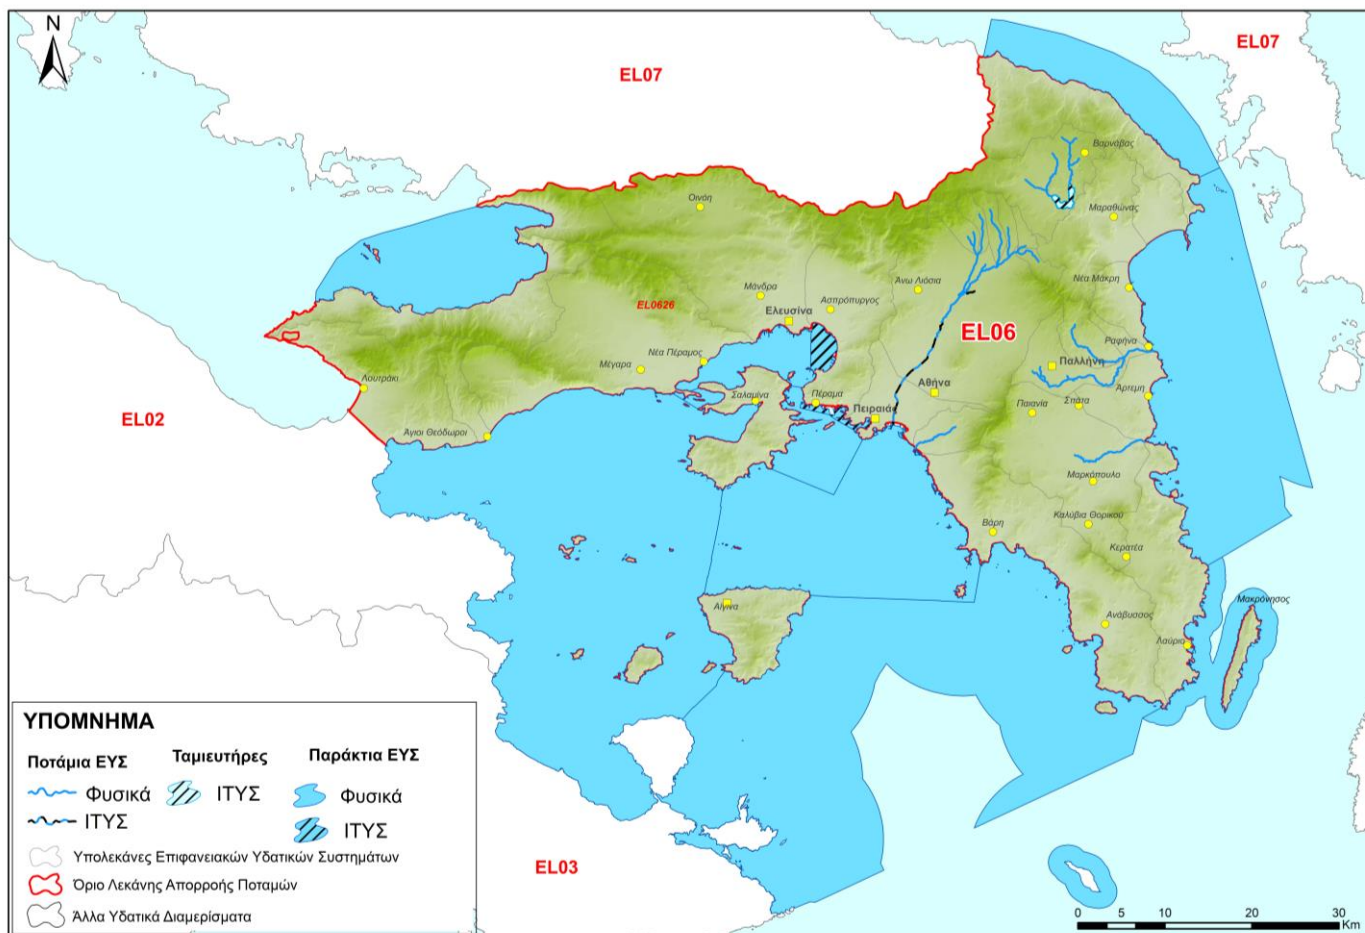 N
EL07
EL07
Βαρνάβας
Οινόη
Μαραθώνας
Μάνδρα
Άνω Λιόσια
Νέα Μάκρη
EL0626
Ασπρόπυργος
Ελευσίνα
EL06
Ραφήνα
Μέγαρα
Νέα Πέραμος
Παλλήνη
Λουτράκι
Σαλαμίνα
Πέραμα
Αθήνα
Άρτεμη
EL02
Πειραιάς
Παιανία
Σπάτα
Άγιοι Θεόδωροι
Μαρκόπουλο
Βάρη
Καλύβια Θορικού
Κερατέα
Αίγινα
Μακρόνησος
Ανάβυσσος
Λαύριο
ΥΠΟΜΝΗΜΑ
Ποτάμια ΕΥΣ
Ταμιευτήρες
Παράκτια ΕΥΣ
Φυσικά
ΙΤΥΣ
Φυσικά
ΙΤΥΣ
ΙΤΥΣ
Υπολεκάνες Επιφανειακών Υδατικών Συστημάτων
Όριο Λεκάνης Απορροής Ποταμών
Άλλα Υδατικά Διαμερίσματα
EL03
0 5 10 20 30
Km